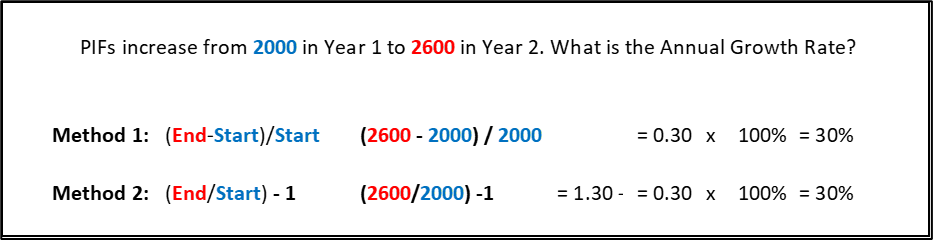 PIFs increase from 2000 in Year 1 to 2600 in Year 2. What is the Annual Growth Rate?
Method 1: (End-Start)/Start (2600 - 2000) / 2000 = 0.30 x 100% = 30%
Method 2: (End/Start) - 1 (2600/2000) -1 = 1.30 - = 0.30 x 100% = 30%